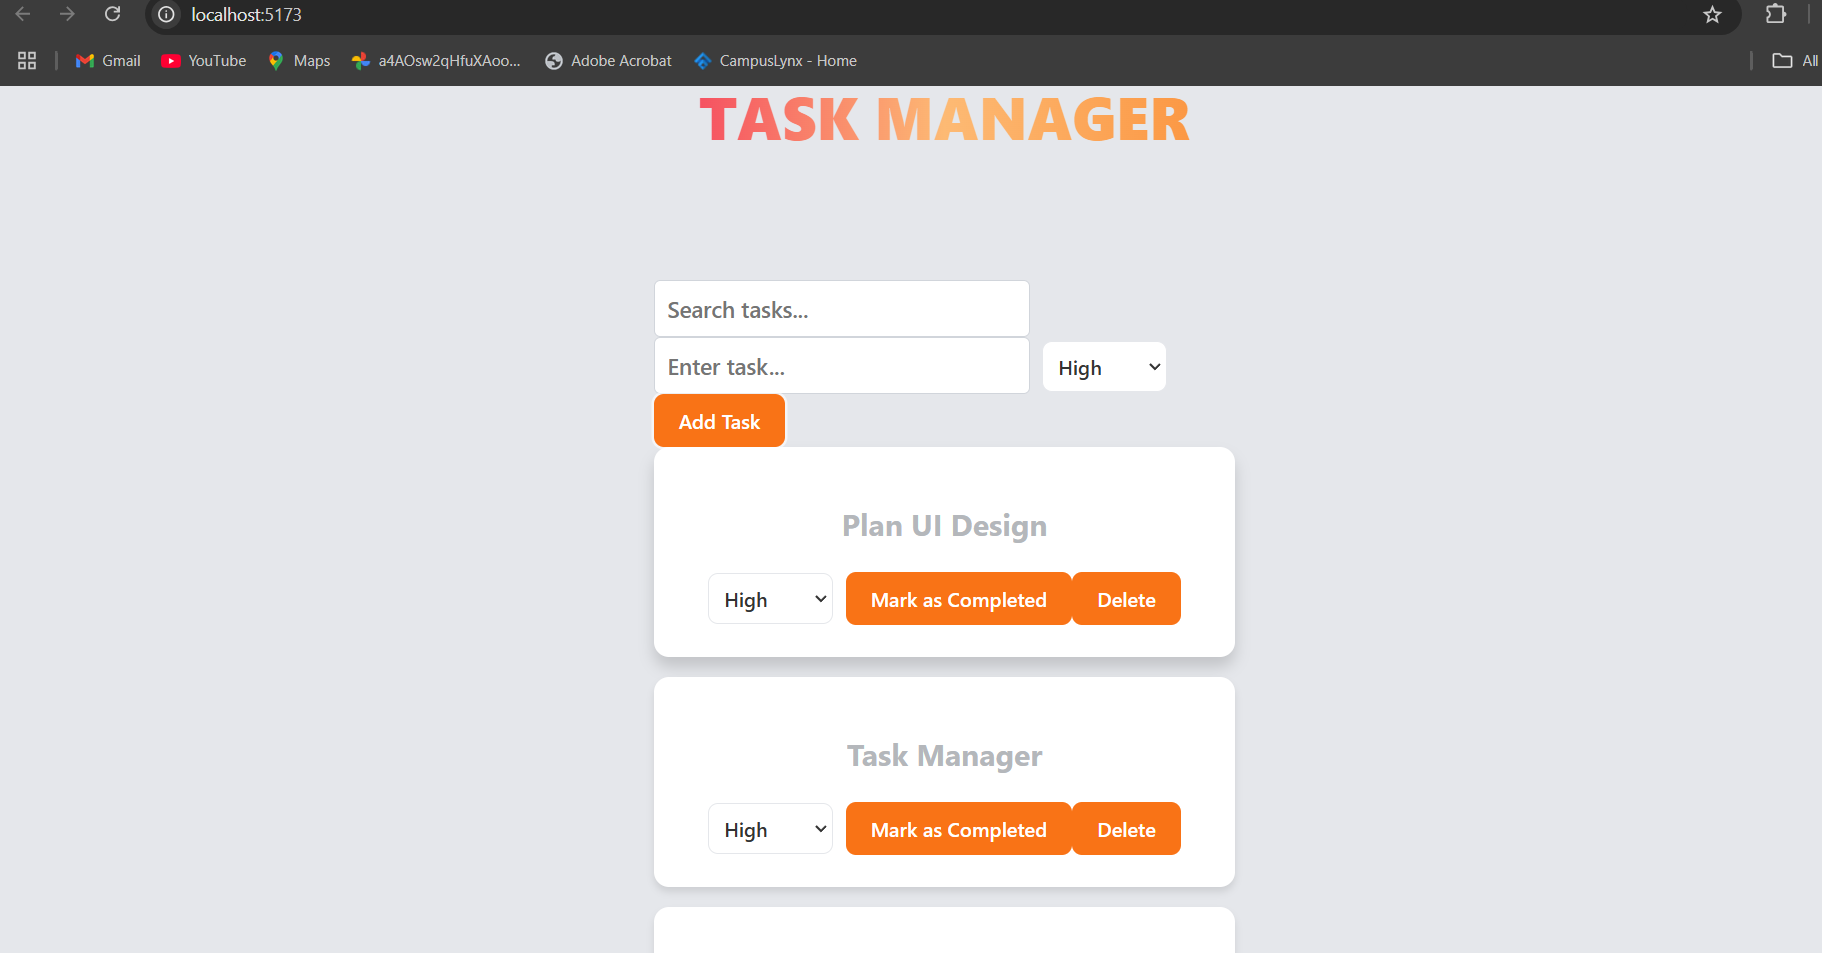 localhost:5173
Gmail YouTube Maps a4AOsw2qHfuXAoo... Adobe Acrobat CampusLynx - Home All
TASK MANAGER
Search tasks...
Enter task... High
Add Task
Plan UI Design
High Mark as Completed Delete
Task Manager
High Mark as Completed Delete